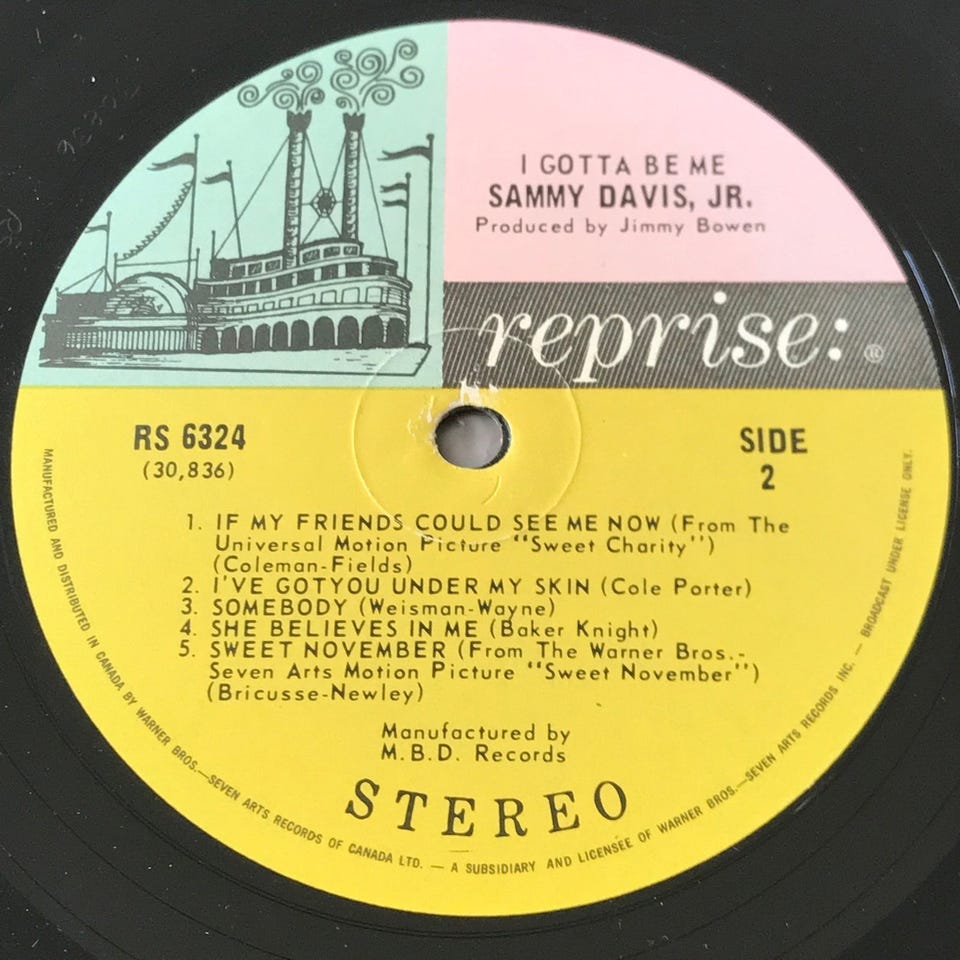 I GOTTA BE ME
SAMMY DAVIS, JR.
Produced by Jimmy Bowen
reprise:®
RS 6324
(30,836)
SIDE
2
1. IF MY FRIENDS COULD SEE ME NOW (From The
Universal Motion Picture "Sweet Charity")
(Coleman-Fields)
2. I'VE GOTYOU UNDER MY SKIN (Cole Porter)
3. SOMEBODY (Weisman-Wayne)
4. SHE BELIEVES IN ME (Baker Knight)
5. SWEET NOVEMBER (From The Warner Bros.-
Seven Arts Motion Picture "Sweet November")
(Bricusse-Newley)
Manufactured by
M.B.D. Records
STEREO
MANUFACTURED AND DISTRIBUTED IN CANADA BY WARNER BROS.—SEVEN ARTS RECORDS OF CANADA LTD. — A SUBSIDIARY AND LICENSEE OF WARNER BROS.—SEVEN ARTS RECORDS INC. — BROADCAST UNDER LICENSE ONLY.